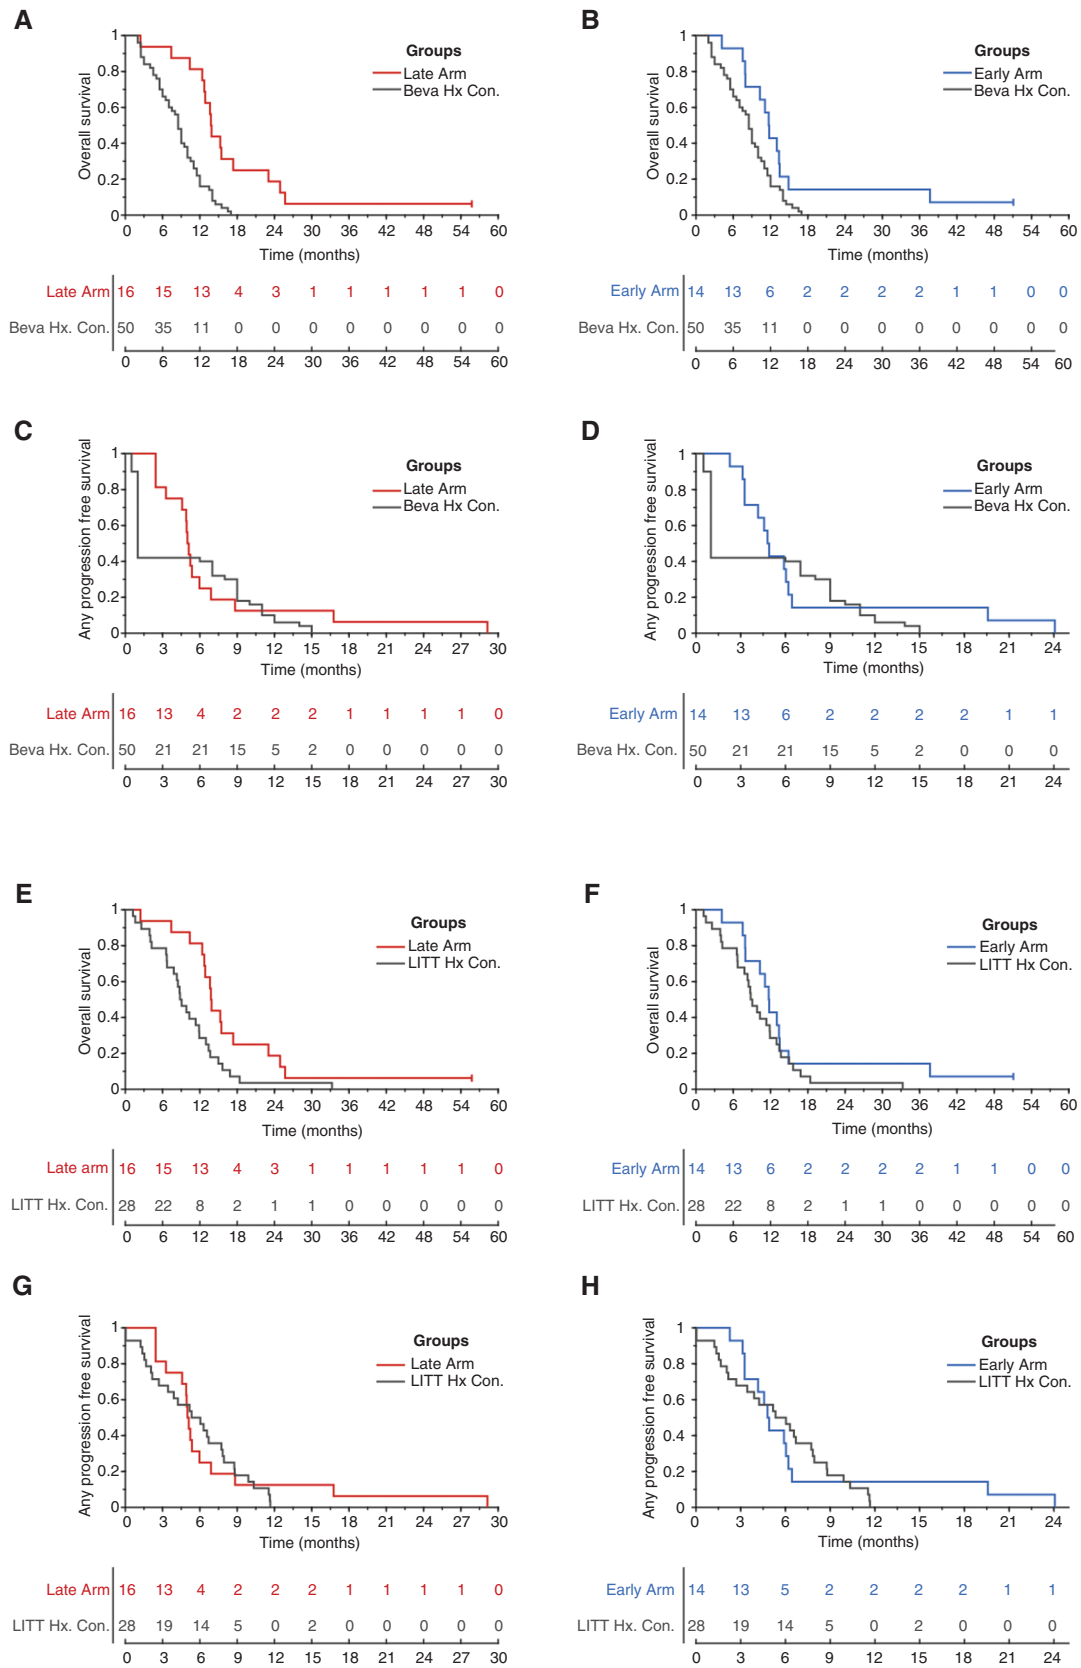 A
Overall survival
1
0.8
0.6
0.4
0.2
0
Groups
Late Arm
Beva Hx Con.
0 6 12 18 24 30 36 42 48 54 60
Time (months)
Late Arm 16 15 13 4 3 1 1 1 1 1 0
Beva Hx. Con. 50 35 11 0 0 0 0 0 0 0 0
0 6 12 18 24 30 36 42 48 54 60
B
Overall survival
1
0.8
0.6
0.4
0.2
0
Groups
Early Arm
Beva Hx Con.
0 6 12 18 24 30 36 42 48 54 60
Time (months)
Early Arm 14 13 6 2 2 2 2 1 1 0 0
Beva Hx. Con. 50 35 11 0 0 0 0 0 0 0 0
0 6 12 18 24 30 36 42 48 54 60
C
Any progression free survival
1
0.8
0.6
0.4
0.2
0
Groups
Late Arm
Beva Hx Con.
0 3 6 9 12 15 18 21 24 27 30
Time (months)
Late Arm 16 13 4 2 2 2 1 1 1 1 0
Beva Hx. Con. 50 21 21 15 5 2 0 0 0 0 0
0 3 6 9 12 15 18 21 24 27 30
D
Any progression free survival
1
0.8
0.6
0.4
0.2
0
Groups
Early Arm
Beva Hx Con.
0 3 6 9 12 15 18 21 24
Time (months)
Early Arm 14 13 6 2 2 2 2 1 1
Beva Hx. Con. 50 21 21 15 5 2 0 0 0
0 3 6 9 12 15 18 21 24
E
Overall survival
1
0.8
0.6
0.4
0.2
0
Groups
Late Arm
LITT Hx Con.
0 6 12 18 24 30 36 42 48 54 60
Time (months)
Late arm 16 15 13 4 3 1 1 1 1 1 0
LITT Hx. Con. 28 22 8 2 1 1 0 0 0 0 0
0 6 12 18 24 30 36 42 48 54 60
F
Overall survival
1
0.8
0.6
0.4
0.2
0
Groups
Early Arm
LITT Hx Con.
0 6 12 18 24 30 36 42 48 54 60
Time (months)
Early Arm 14 13 6 2 2 2 2 1 1 0 0
LITT Hx. Con. 28 22 8 2 1 1 0 0 0 0 0
0 6 12 18 24 30 36 42 48 54 60
G
Any progression free survival
1
0.8
0.6
0.4
0.2
0
Groups
Late Arm
LITT Hx Con.
0 3 6 9 12 15 18 21 24 27 30
Time (months)
Late Arm 16 13 4 2 2 2 1 1 1 1 0
LITT Hx. Con. 28 19 14 5 0 2 0 0 0 0 0
0 3 6 9 12 15 18 21 24 27 30
H
Any progression free survival
1
0.8
0.6
0.4
0.2
0
Groups
Early Arm
LITT Hx Con.
0 3 6 9 12 15 18 21 24
Time (months)
Early Arm 14 13 5 2 2 2 2 1 1
LITT Hx. Con. 28 19 14 5 0 2 0 0 0
0 3 6 9 12 15 18 21 24